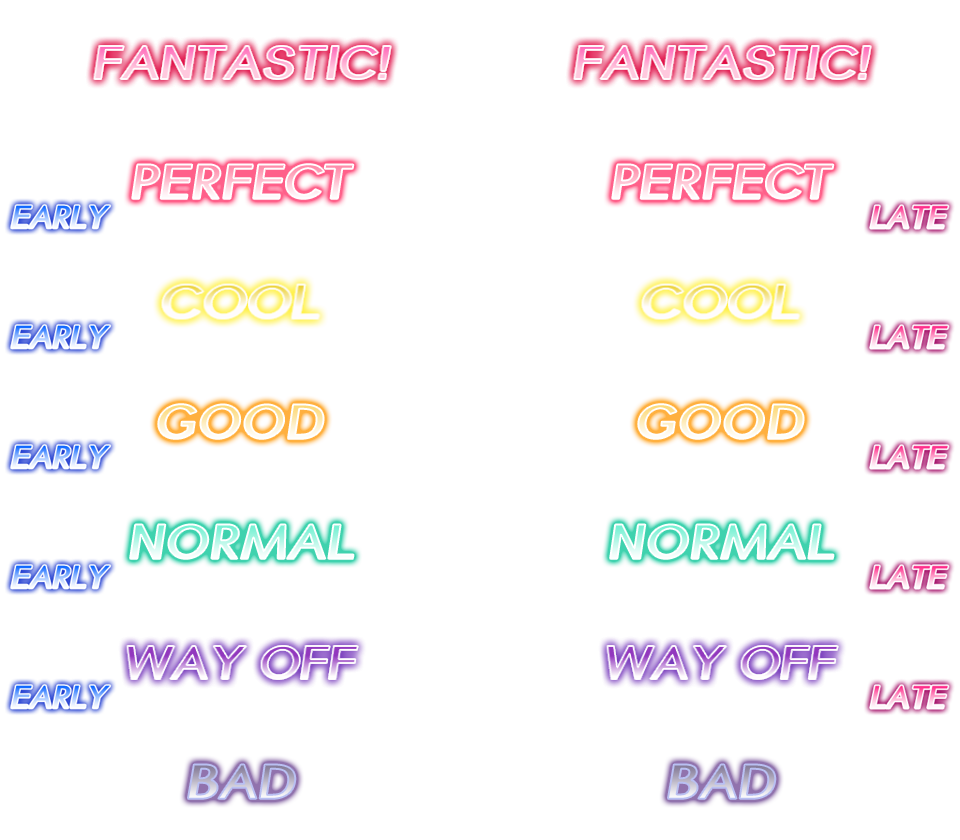 FANTASTIC! FANTASTIC!
PERFECT PERFECT
EARLY LATE
COOL COOL
EARLY LATE
GOOD GOOD
EARLY LATE
NORMAL NORMAL
EARLY LATE
WAY OFF WAY OFF
EARLY LATE
BAD BAD